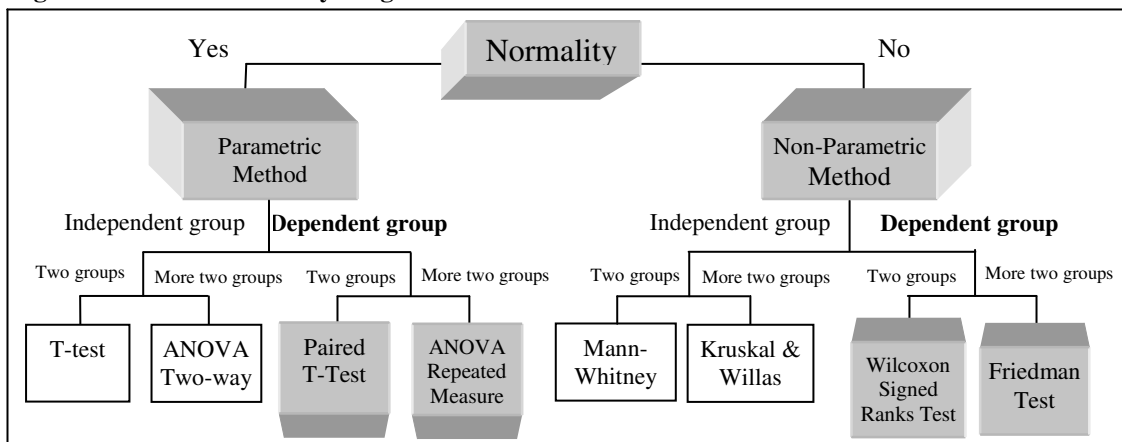 Yes
Normality
No
Parametric
Method
Non-Parametric
Method
Independent group
Dependent group
Independent group
Dependent group
Two groups
More two groups
Two groups
More two groups
Two groups
More two groups
Two groups
More two groups
T-test
ANOVA
Two-way
Paired
T-Test
ANOVA
Repeated
Measure
Mann-
Whitney
Kruskal &
Willas
Wilcoxon
Signed
Ranks Test
Friedman
Test